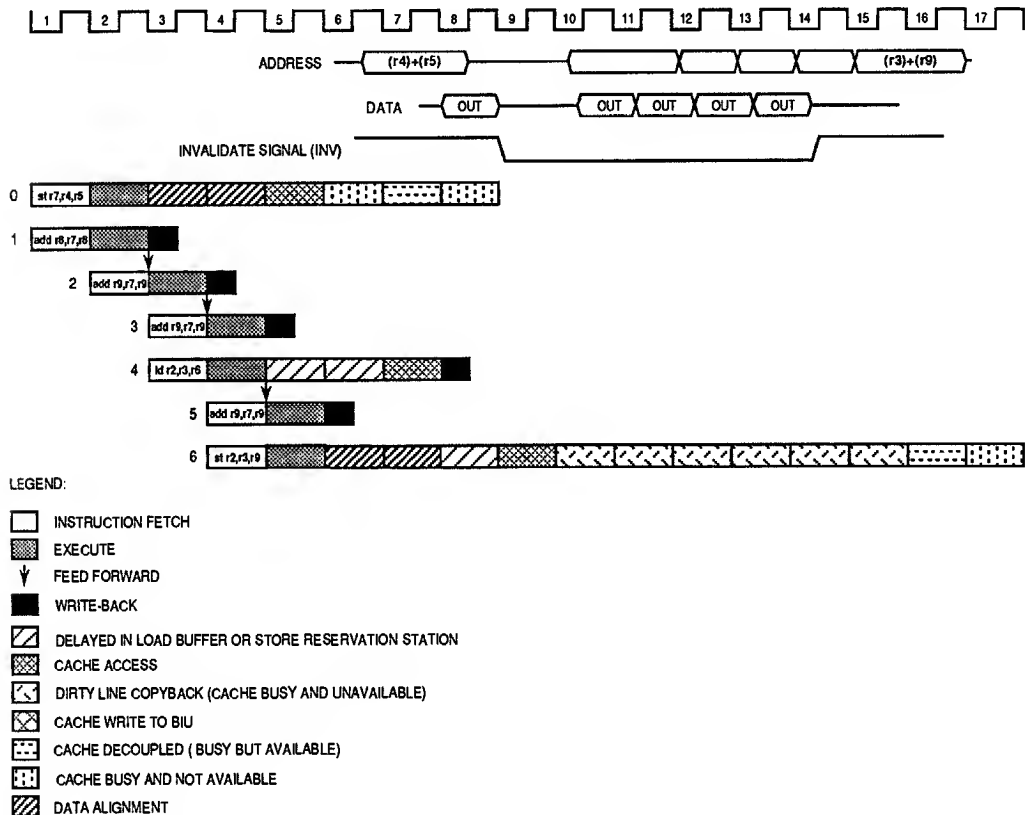 1 2 3 4 5 6 7 8 9 10 11 12 13 14 15 16 17
ADDRESS (r4)+(r5) (r3)+(r9)
DATA OUT OUT OUT OUT OUT
INVALIDATE SIGNAL (INV)
0 st r7,r4,r5
1 add r8,r7,r8
2 add r9,r7,r9
3 add r9,r7,r9
4 ld r2,r3,r6
5 add r9,r7,r9
6 st r2,r3,r9
LEGEND:
INSTRUCTION FETCH
EXECUTE
FEED FORWARD
WRITE-BACK
DELAYED IN LOAD BUFFER OR STORE RESERVATION STATION
CACHE ACCESS
DIRTY LINE COPYBACK (CACHE BUSY AND UNAVAILABLE)
CACHE WRITE TO BIU
CACHE DECOUPLED ( BUSY BUT AVAILABLE)
CACHE BUSY AND NOT AVAILABLE
DATA ALIGNMENT